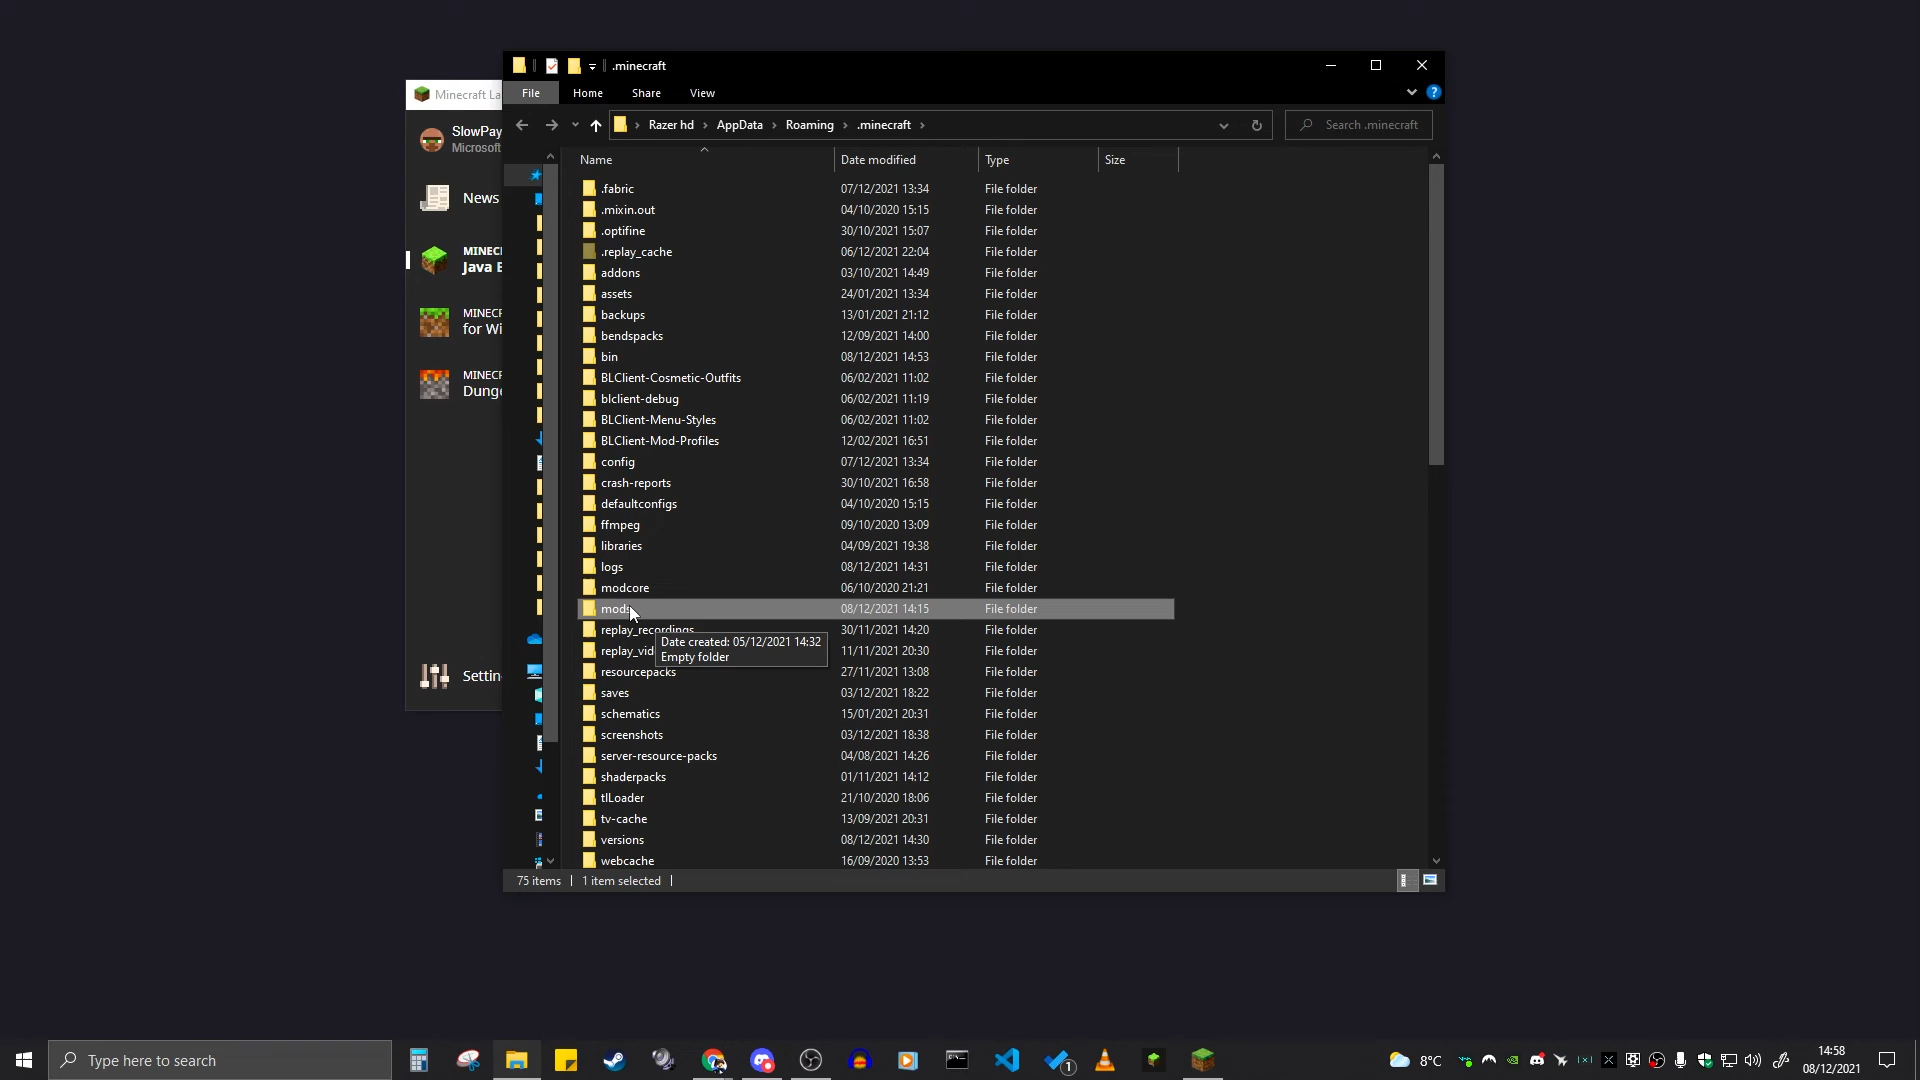 .minecraft
File Home Share View
Razer hd AppData Roaming .minecraft
Search .minecraft
Minecraft La
SlowPay
Microsoft
News
MINEC
Java E
MINEC
for Wi
MINEC
Dunge
Settin
Name Date modified Type Size
.fabric 07/12/2021 13:34 File folder
.mixin.out 04/10/2020 15:15 File folder
.optifine 30/10/2021 15:07 File folder
.replay_cache 06/12/2021 22:04 File folder
addons 03/10/2021 14:49 File folder
assets 24/01/2021 13:34 File folder
backups 13/01/2021 21:12 File folder
bendspacks 12/09/2021 14:00 File folder
bin 08/12/2021 14:53 File folder
BLClient-Cosmetic-Outfits 06/02/2021 11:02 File folder
blclient-debug 06/02/2021 11:19 File folder
BLClient-Menu-Styles 06/02/2021 11:02 File folder
BLClient-Mod-Profiles 12/02/2021 16:51 File folder
config 07/12/2021 13:34 File folder
crash-reports 30/10/2021 16:58 File folder
defaultconfigs 04/10/2020 15:15 File folder
ffmpeg 09/10/2020 13:09 File folder
libraries 04/09/2021 19:38 File folder
logs 08/12/2021 14:31 File folder
modcore 06/10/2020 21:21 File folder
mods 08/12/2021 14:15 File folder
replay_recordings 30/11/2021 14:20 File folder
replay_vid 11/11/2021 20:30 File folder
Date created: 05/12/2021 14:32
Empty folder
resourcepacks 27/11/2021 13:08 File folder
saves 03/12/2021 18:22 File folder
schematics 15/01/2021 20:31 File folder
screenshots 03/12/2021 18:38 File folder
server-resource-packs 04/08/2021 14:26 File folder
shaderpacks 01/11/2021 14:12 File folder
tlLoader 21/10/2020 18:06 File folder
tv-cache 13/09/2021 20:31 File folder
versions 08/12/2021 14:30 File folder
webcache 16/09/2020 13:53 File folder
75 items 1 item selected
Type here to search
1
8°C
14:58
08/12/2021